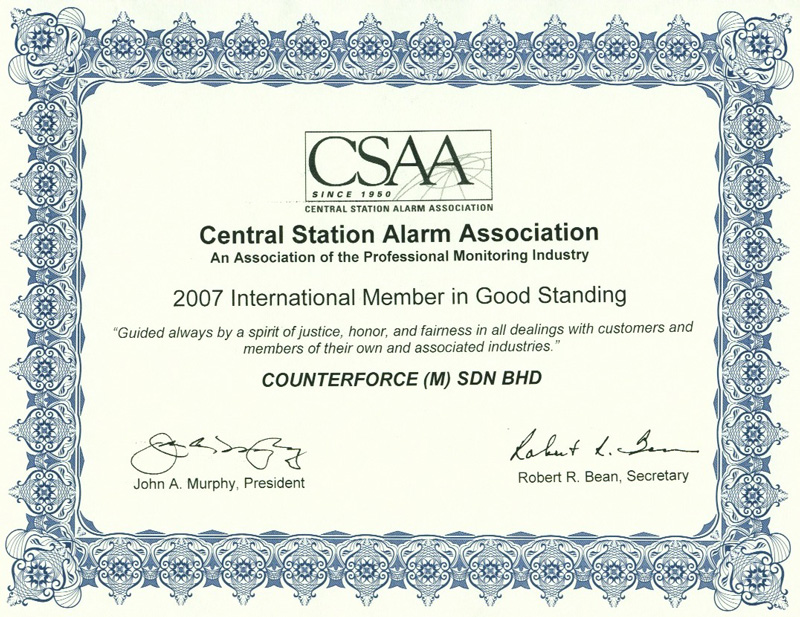 CSAA
SINCE 1950
CENTRAL STATION ALARM ASSOCIATION
Central Station Alarm Association
An Association of the Professional Monitoring Industry
2007 International Member in Good Standing
“Guided always by a spirit of justice, honor, and fairness in all dealings with customers and
members of their own and associated industries.”
COUNTERFORCE (M) SDN BHD
John A. Murphy, President
Robert R. Bean, Secretary